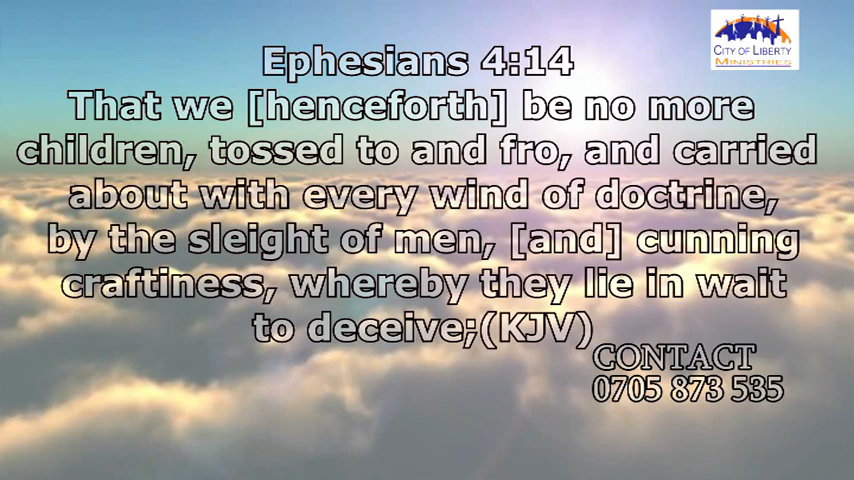 CITY OF LIBERTY
MINISTRIES
Ephesians 4:14
That we [henceforth] be no more
children, tossed to and fro, and carried
about with every wind of doctrine,
by the sleight of men, [and] cunning
craftiness, whereby they lie in wait
to deceive;(KJV)
CONTACT
0705 873 535